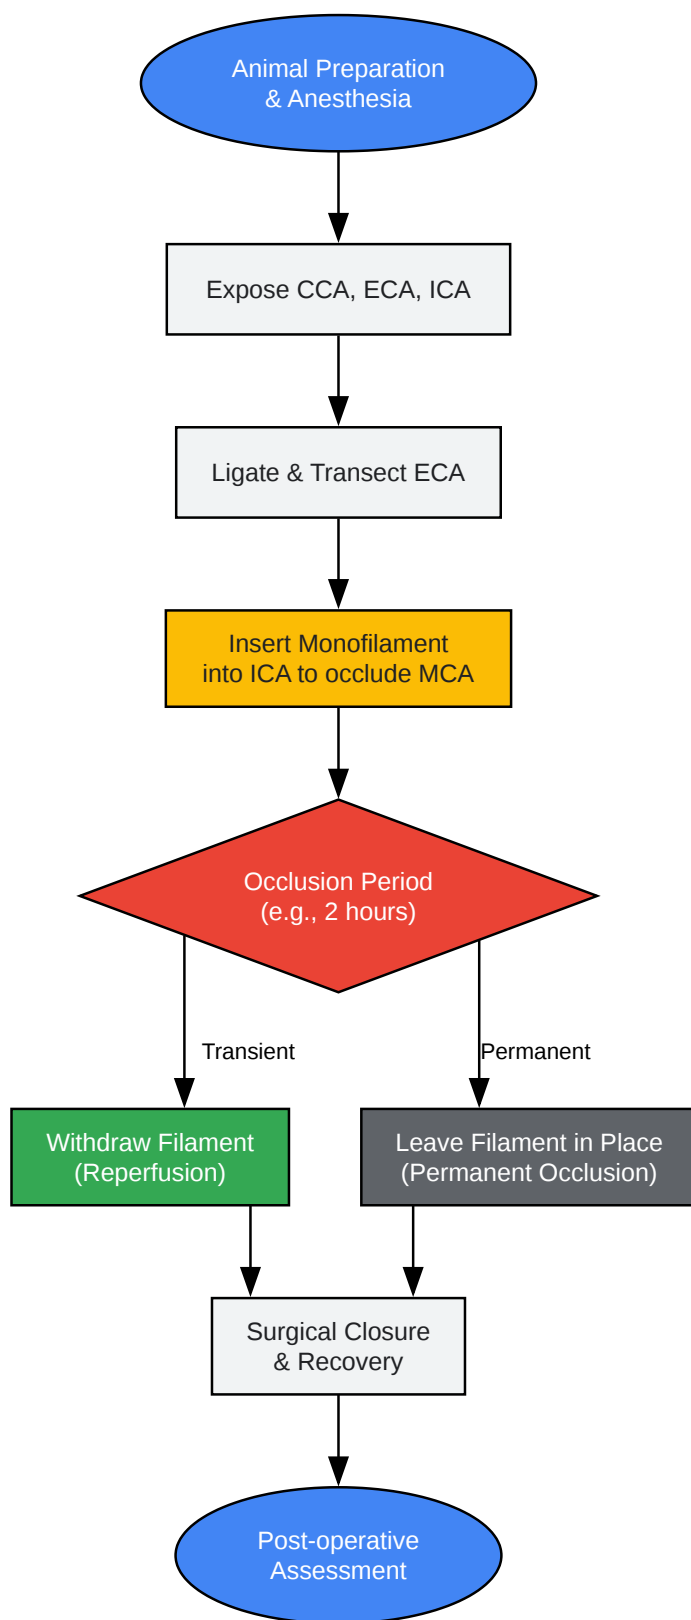 Animal Preparation
& Anesthesia
Expose CCA, ECA, ICA
Ligate & Transect ECA
Insert Monofilament
into ICA to occlude MCA
Occlusion Period
(e.g., 2 hours)
Transient
Permanent
Withdraw Filament
(Reperfusion)
Leave Filament in Place
(Permanent Occlusion)
Surgical Closure
& Recovery
Post-operative
Assessment